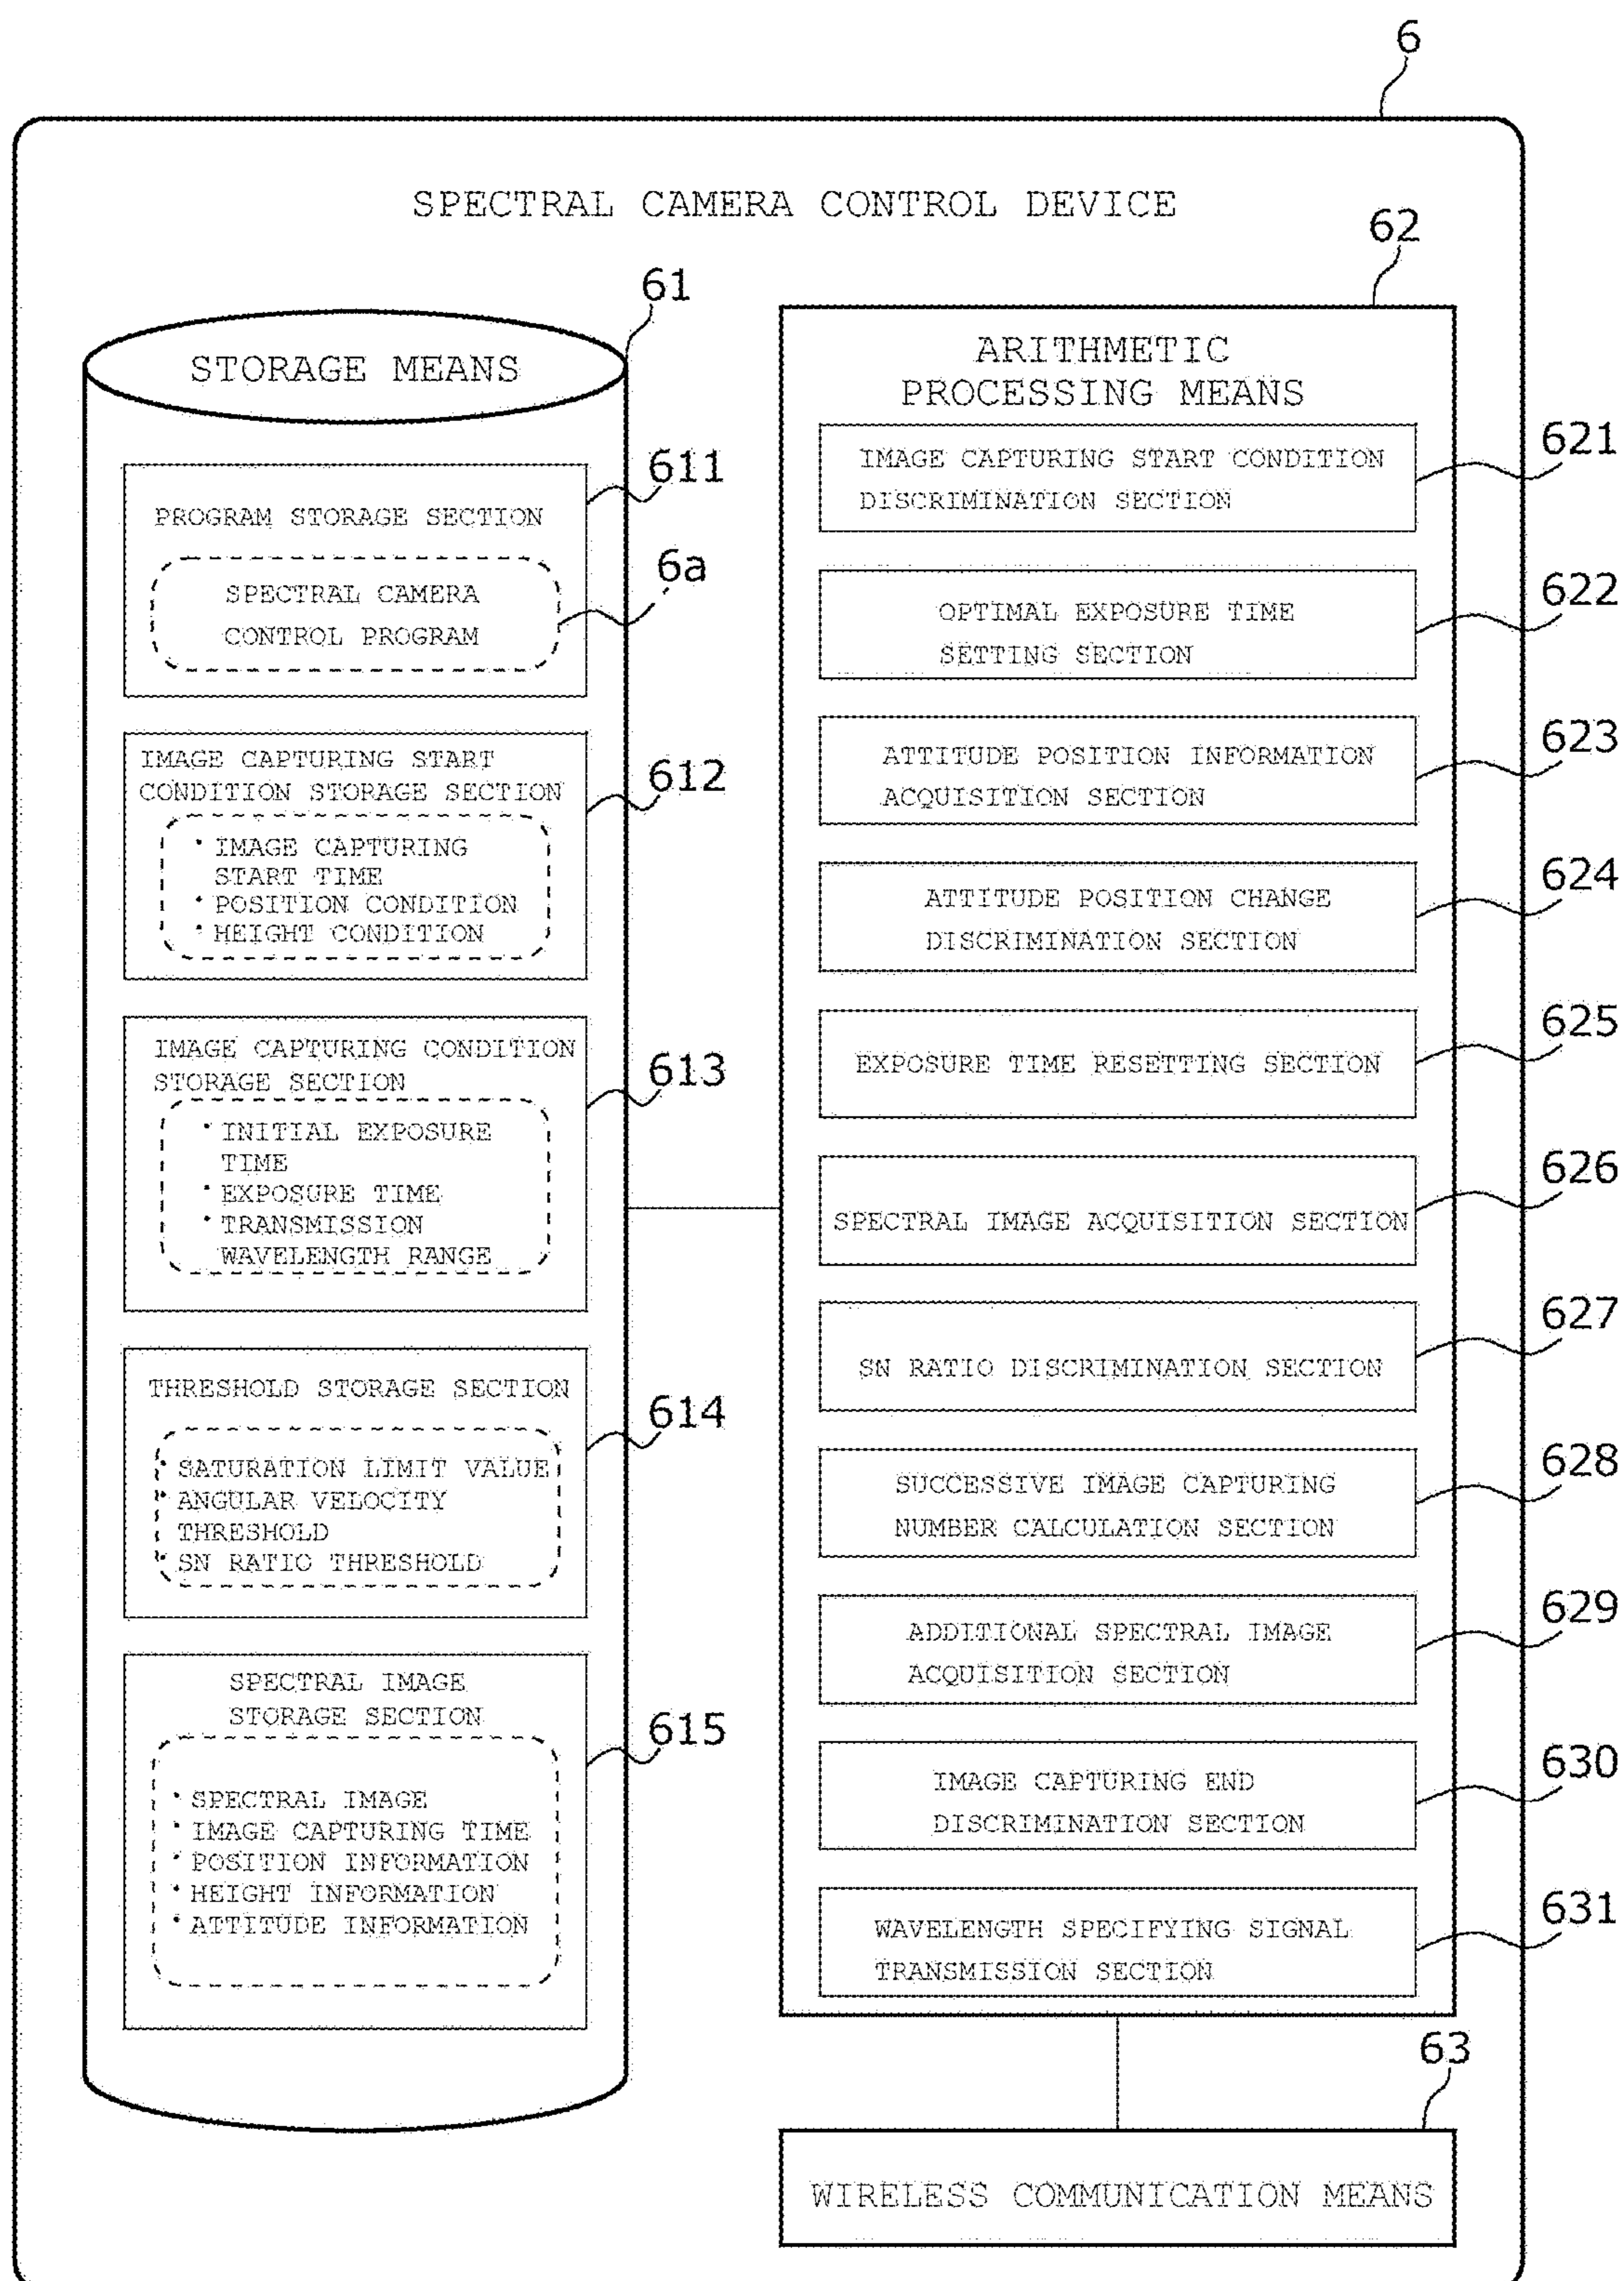 6
SPECTRAL CAMERA CONTROL DEVICE
61
STORAGE MEANS
611
PROGRAM STORAGE SECTION
6a
SPECTRAL CAMERA
CONTROL PROGRAM
612
IMAGE CAPTURING START
CONDITION STORAGE SECTION
• IMAGE CAPTURING
START TIME
• POSITION CONDITION
• HEIGHT CONDITION
613
IMAGE CAPTURING CONDITION
STORAGE SECTION
• INITIAL EXPOSURE
TIME
• EXPOSURE TIME
• TRANSMISSION
WAVELENGTH RANGE
614
THRESHOLD STORAGE SECTION
• SATURATION LIMIT VALUE
• ANGULAR VELOCITY
THRESHOLD
• SN RATIO THRESHOLD
615
SPECTRAL IMAGE
STORAGE SECTION
• SPECTRAL IMAGE
• IMAGE CAPTURING TIME
• POSITION INFORMATION
• HEIGHT INFORMATION
• ATTITUDE INFORMATION
62
ARITHMETIC
PROCESSING MEANS
621
IMAGE CAPTURING START CONDITION
DISCRIMINATION SECTION
622
OPTIMAL EXPOSURE TIME
SETTING SECTION
623
ATTITUDE POSITION INFORMATION
ACQUISITION SECTION
624
ATTITUDE POSITION CHANGE
DISCRIMINATION SECTION
625
EXPOSURE TIME RESETTING SECTION
626
SPECTRAL IMAGE ACQUISITION SECTION
627
SN RATIO DISCRIMINATION SECTION
628
SUCCESSIVE IMAGE CAPTURING
NUMBER CALCULATION SECTION
629
ADDITIONAL SPECTRAL IMAGE
ACQUISITION SECTION
630
IMAGE CAPTURING END
DISCRIMINATION SECTION
631
WAVELENGTH SPECIFYING SIGNAL
TRANSMISSION SECTION
63
WIRELESS COMMUNICATION MEANS